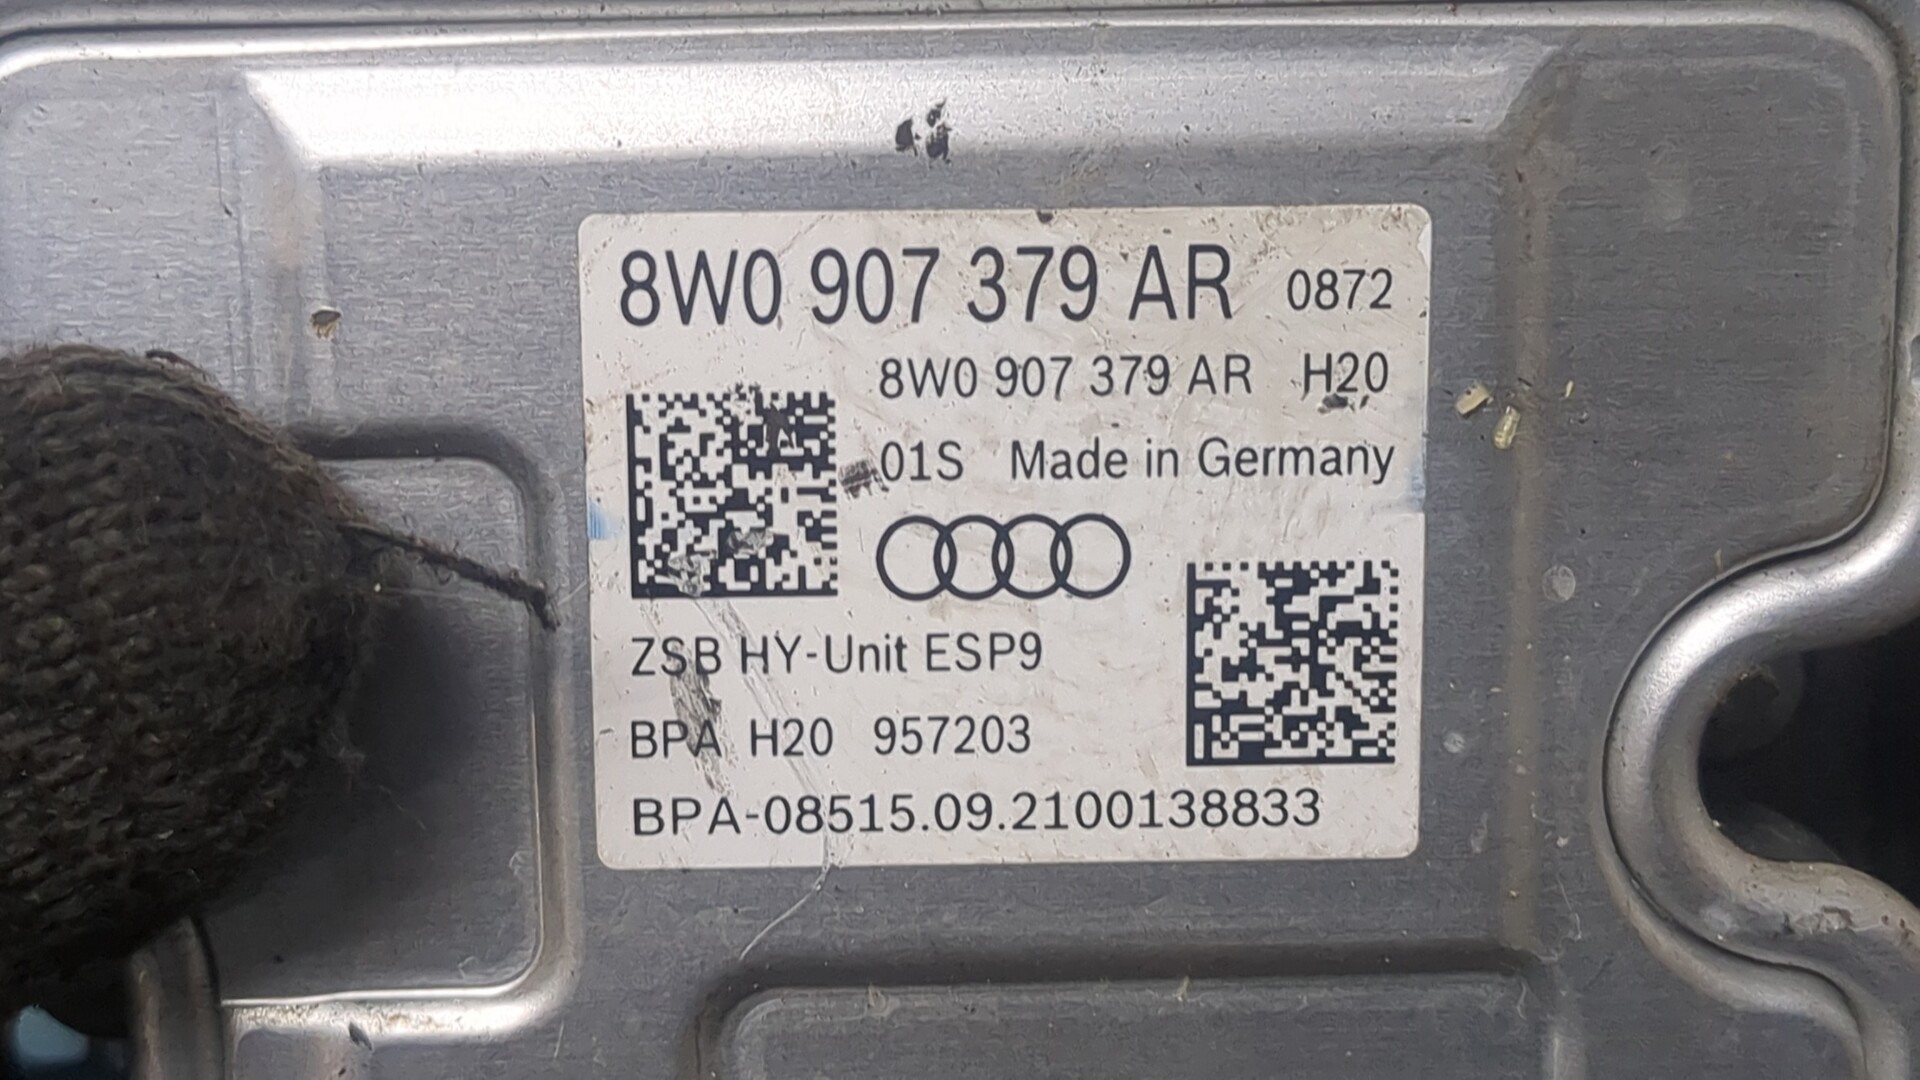 8W0 907 379 AR 0872
8W0 907 379 AR H20
01S Made in Germany
ZSB HY-Unit ESP9
BPA H20 957203
BPA-08515.09.2100138833